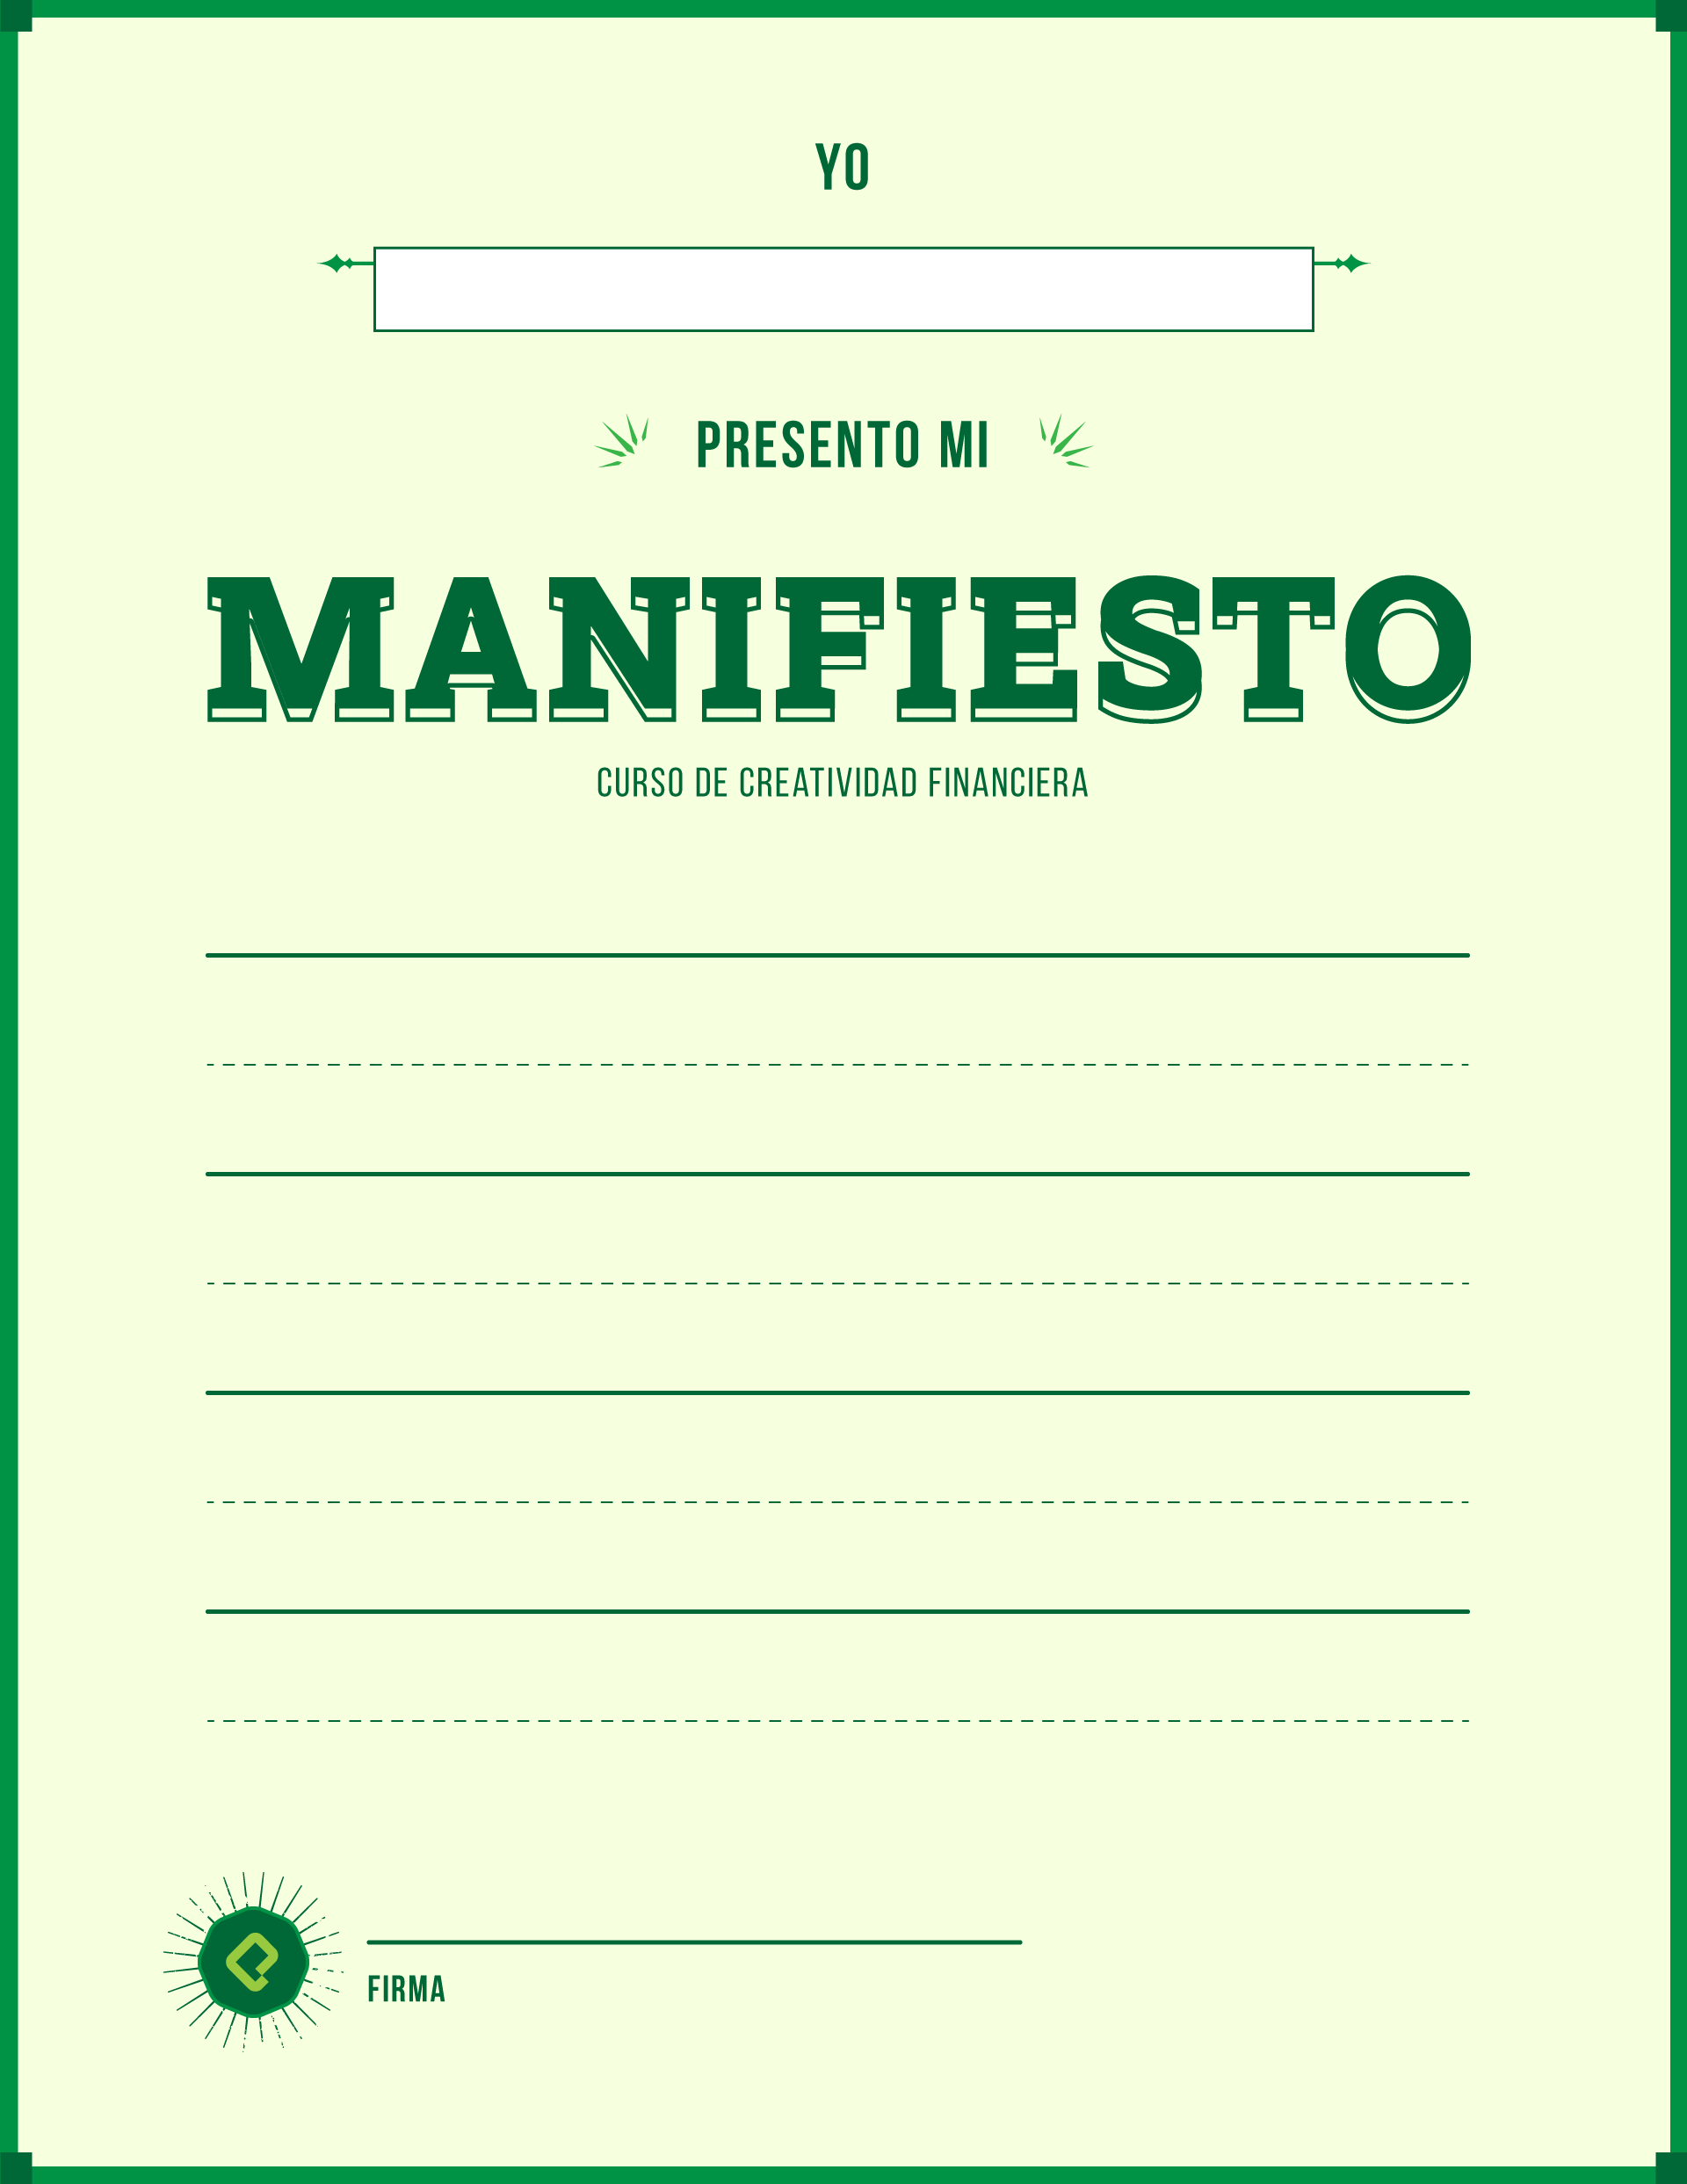 YO
PRESENTO MI
MANIFIESTO
CURSO DE CREATIVIDAD FINANCIERA
FIRMA